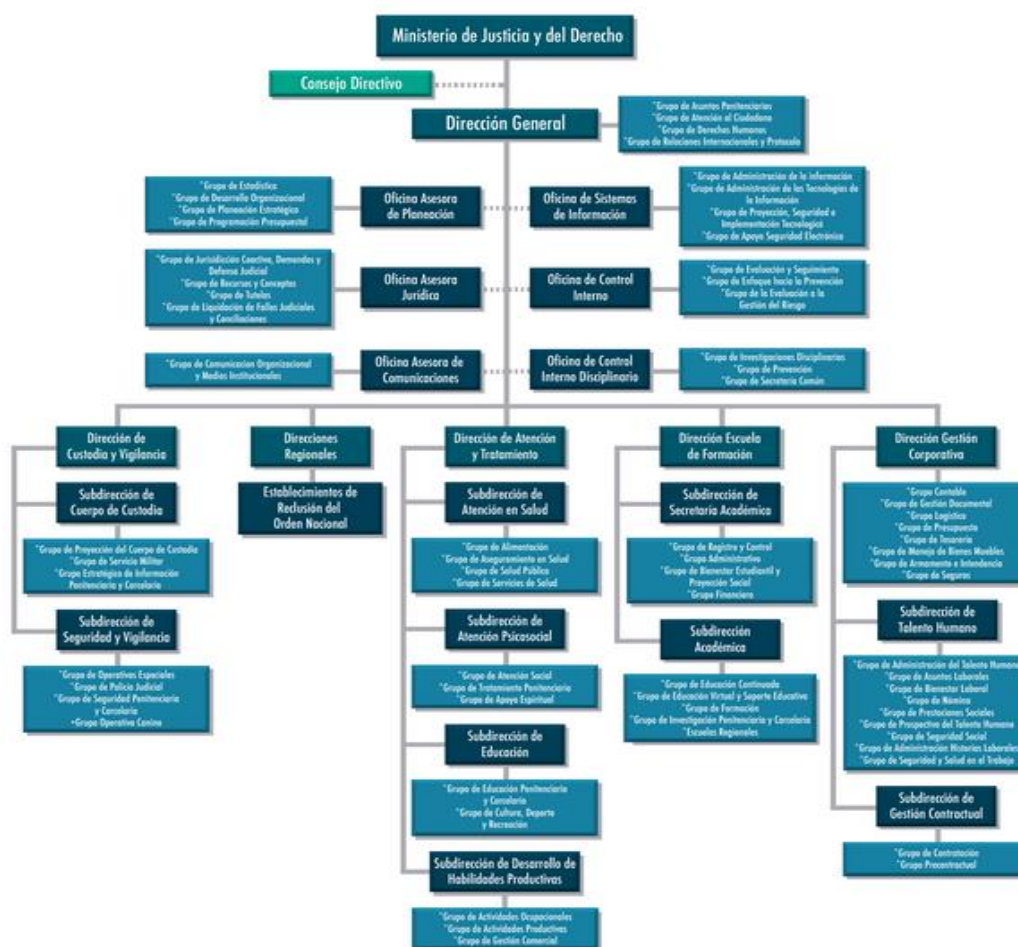 Ministerio de Justicia y del Derecho
Consejo Directivo
Dirección General
*Grupo de Asuntos Penitenciarios
*Grupo de Atención al Ciudadano
*Grupo de Derechos Humanos
*Grupo de Relaciones Internacionales y Protocolo
*Grupo de Estadística
*Grupo de Desarrollo Organizacional
*Grupo de Planeación Estratégica
*Grupo de Programación Presupuestal
Oficina Asesora
de Planeación
Oficina de Sistemas
de Información
*Grupo de Administración de la información
*Grupo de Administración de las Tecnologías de
la Información
*Grupo de Proyección, Seguridad e
Implementación Tecnológica
*Grupo de Apoyo Seguridad Electrónica
*Grupo de Jurisidicción Coactiva, Demandas y
Defensa Judicial
*Grupo de Recursos y Conceptos
*Grupo de Tutelas
*Grupo de Liquidación de Fallos Judiciales
y Conciliaciones
Oficina Asesora
Jurídica
Oficina de Control
Interno
*Grupo de Evaluación y Seguimiento
*Grupo de Enfoque hacia la Prevención
*Grupo de la Evaluación a la
Gestión del Riesgo
*Grupo de Comunicacion Organizacional
y Medios Institucionales
Oficina Asesora de
Comunicaciones
Oficina de Control
Interno Disciplinario
*Grupo de Investigaciones Disciplinarias
*Grupo de Prevención
*Grupo de Secretaría Común
Dirección de
Custodia y Vigilancia
Subdirección de
Cuerpo de Custodia
*Grupo de Proyección del Cuerpo de Custodia
*Grupo de Servicio Militar
*Grupo Estratégico de Información
Penitenciaria y Carcelaria
Subdirección de
Seguridad y Vigilancia
*Grupo de Operativos Especiales
*Grupo de Policía Judicial
*Grupo de Seguridad Penitenciaria
y Carcelaria
•Grupo Operativo Canino
Direcciones
Regionales
Establecimientos de
Reclusión del
Orden Nacional
Dirección de Atención
y Tratamiento
Subdirección de
Atención en Salud
*Grupo de Alimentación
*Grupo de Aseguramiento en Salud
*Grupo de Salud Pública
*Grupo de Servicios de Salud
Subdirección de
Atención Psicosocial
*Grupo de Atención Social
*Grupo de Tratamiento Penitenciario
*Grupo de Apoyo Espiritual
Subdirección de
Educación
*Grupo de Educación Penitenciaria
y Carcelaria
*Grupo de Cultura, Deporte
y Recreación
Subdirección de Desarrollo de
Habilidades Productivas
*Grupo de Actividades Ocupacionales
*Grupo de Actividades Productivas
*Grupo de Gestión Comercial
Dirección Escuela
de Formación
Subdirección de
Secretaría Académica
*Grupo de Registro y Control
*Grupo Administrativo
*Grupo de Bienestar Estudiantil y
Proyección Social
*Grupo Financiero
Subdirección
Académica
*Grupo de Educación Continuada
*Grupo de Educación Virtual y Soporte Educativo
*Grupo de Formación
*Grupo de Investigación Penitenciaria y Carcelaria
Escuelas Regionales
Dirección Gestión
Corporativa
*Grupo Contable
*Grupo de Gestión Documental
*Grupo Logístico
*Grupo de Presupuesto
*Grupo de Tesorería
*Grupo de Manejo de Bienes Muebles
*Grupo de Armamento e Intendencia
*Grupo de Seguros
Subdirección de
Talento Humano
*Grupo de Administración del Talento Humano
*Grupo de Asuntos Laborales
*Grupo de Bienestar Laboral
*Grupo de Nómina
*Grupo de Prestaciones Sociales
*Grupo de Prospectiva del Talento Humano
*Grupo de Seguridad Social
*Grupo de Administración Historias Laborales
*Grupo de Seguridad y Salud en el Trabajo
Subdirección de
Gestión Contractual
*Grupo de Contratación
*Grupo Precontractual